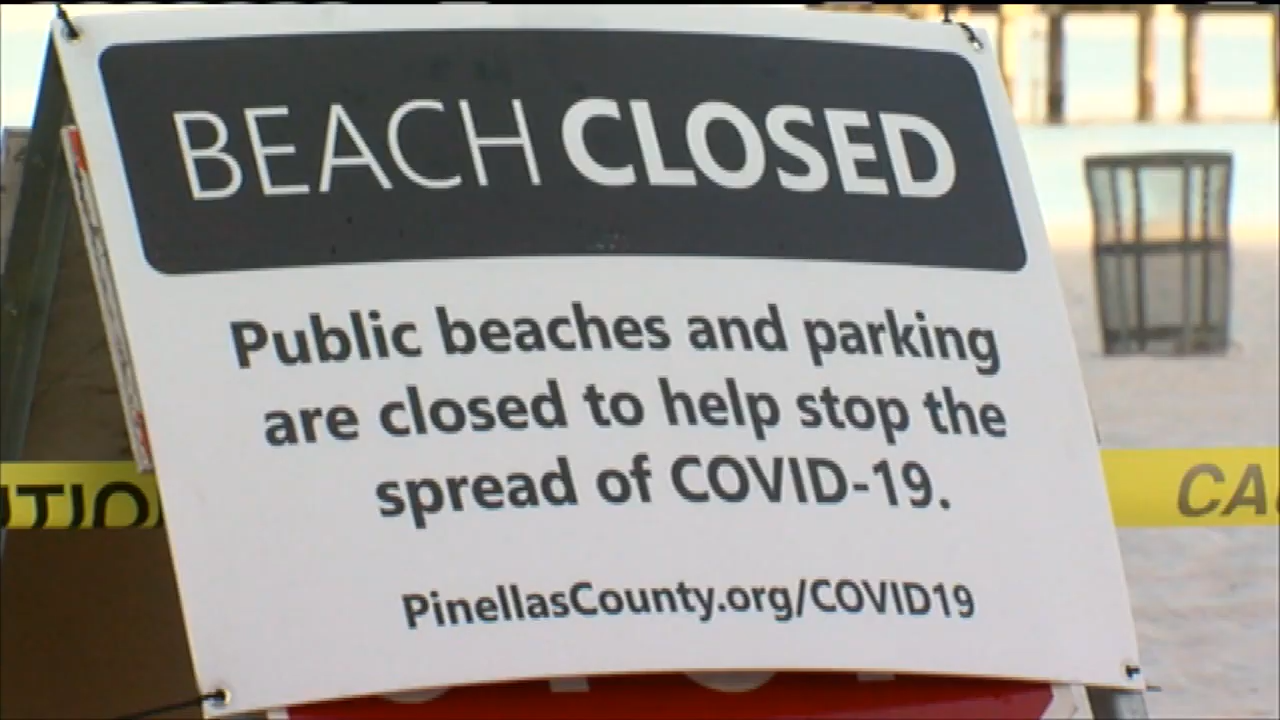 BEACH CLOSED
Public beaches and parking
are closed to help stop the
spread of COVID-19.
PinellasCounty.org/COVID19